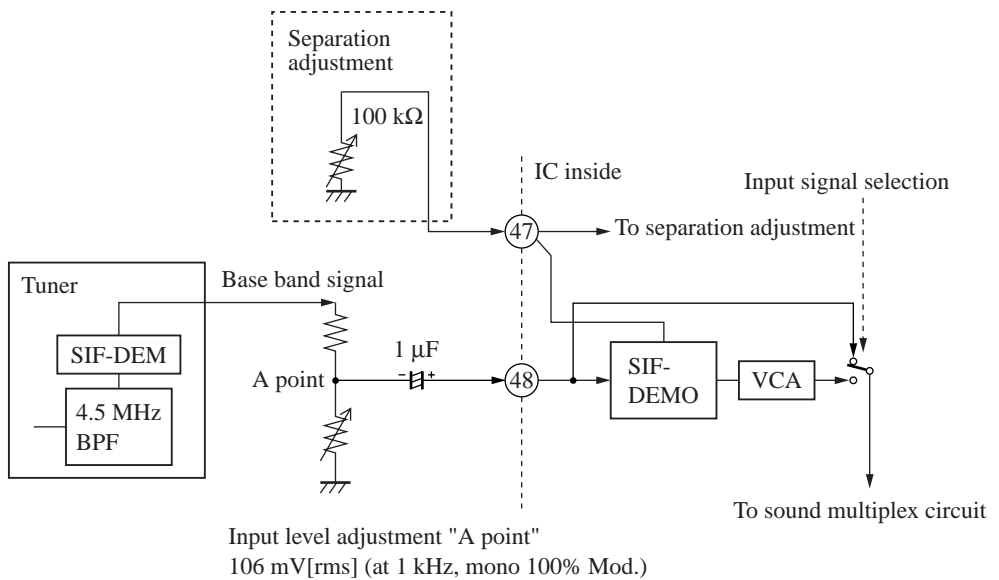 Separation
adjustment
100 kΩ
IC inside
Input signal selection
47
To separation adjustment
Tuner
Base band signal
SIF-DEM
1 μF
- +
A point
48
SIF-
DEMO
VCA
4.5 MHz
BPF
To sound multiplex circuit
Input level adjustment "A point"
106 mV[rms] (at 1 kHz, mono 100% Mod.)